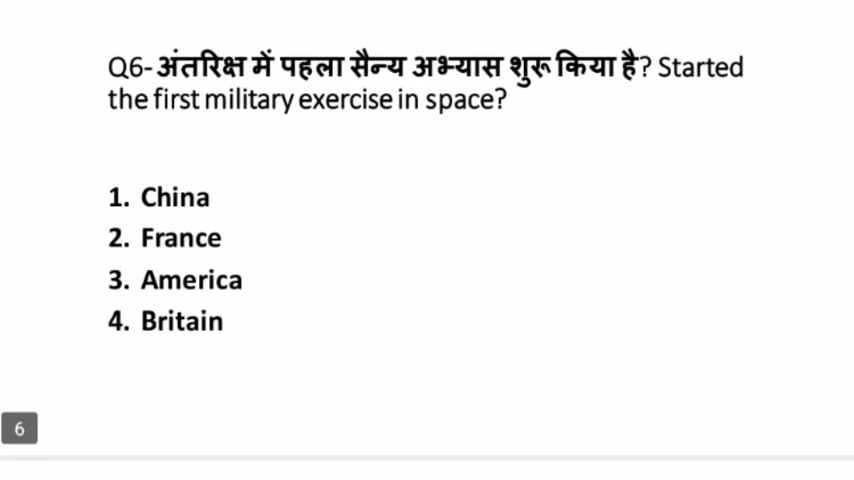 Q6- अंतरिक्ष में पहला सैन्य अभ्यास शुरू किया है? Started
the first military exercise in space?
1. China
2. France
3. America
4. Britain
6